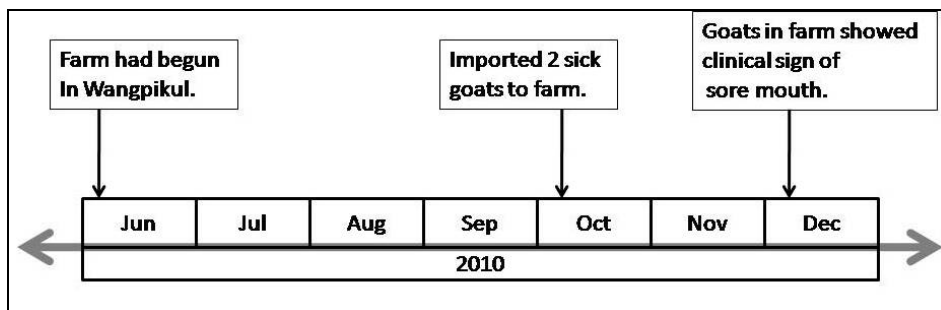 Farm had begun
In Wangpikul.
Imported 2 sick
goats to farm.
Goats in farm showed
clinical sign of
sore mouth.
Jun Jul Aug Sep Oct Nov Dec
2010